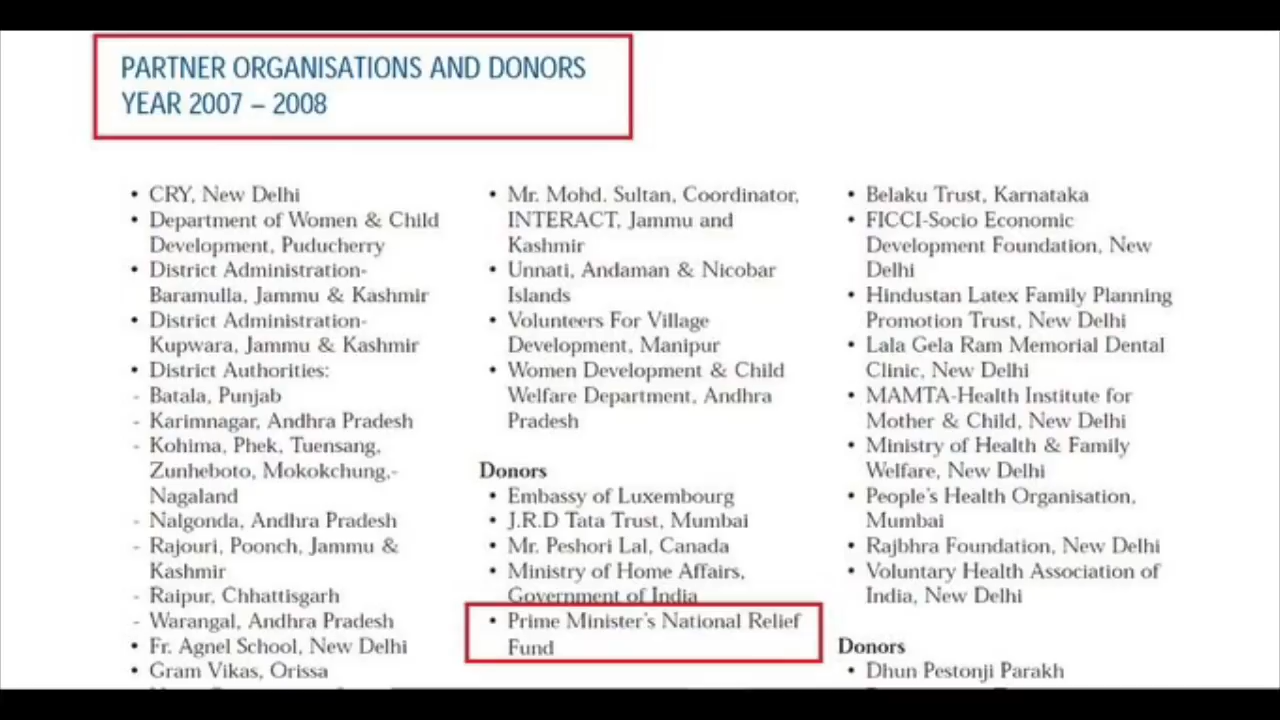 PARTNER ORGANISATIONS AND DONORS
YEAR 2007 – 2008
• CRY, New Delhi
• Department of Women & Child
Development, Puducherry
• District Administration-
Baramulla, Jammu & Kashmir
• District Administration-
Kupwara, Jammu & Kashmir
• District Authorities:
- Batala, Punjab
- Karimnagar, Andhra Pradesh
- Kohima, Phek, Tuensang,
Zunheboto, Mokokchung,-
Nagaland
- Nalgonda, Andhra Pradesh
- Rajouri, Poonch, Jammu &
Kashmir
- Raipur, Chhattisgarh
- Warangal, Andhra Pradesh
• Fr. Agnel School, New Delhi
• Gram Vikas, Orissa
• Mr. Mohd. Sultan, Coordinator,
INTERACT, Jammu and
Kashmir
• Unnati, Andaman & Nicobar
Islands
• Volunteers For Village
Development, Manipur
• Women Development & Child
Welfare Department, Andhra
Pradesh
Donors
• Embassy of Luxembourg
• J.R.D Tata Trust, Mumbai
• Mr. Peshori Lal, Canada
• Ministry of Home Affairs,
Government of India
• Prime Minister's National Relief
Fund
• Belaku Trust, Karnataka
• FICCI-Socio Economic
Development Foundation, New
Delhi
• Hindustan Latex Family Planning
Promotion Trust, New Delhi
• Lala Gela Ram Memorial Dental
Clinic, New Delhi
• MAMTA-Health Institute for
Mother & Child, New Delhi
• Ministry of Health & Family
Welfare, New Delhi
• People's Health Organisation,
Mumbai
• Rajbhra Foundation, New Delhi
• Voluntary Health Association of
India, New Delhi
Donors
• Dhun Pestonji Parakh